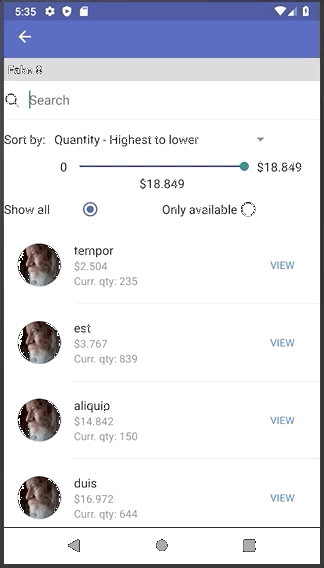 5:35
Fake 8
Search
Sort by: Quantity - Highest to lower
0 $18.849
$18.849
Show all Only available
tempor
$2.504
Curr. qty: 235
VIEW
est
$3.767
Curr. qty: 839
VIEW
aliquip
$14.842
Curr. qty: 150
VIEW
duis
$16.972
Curr. qty: 644
VIEW